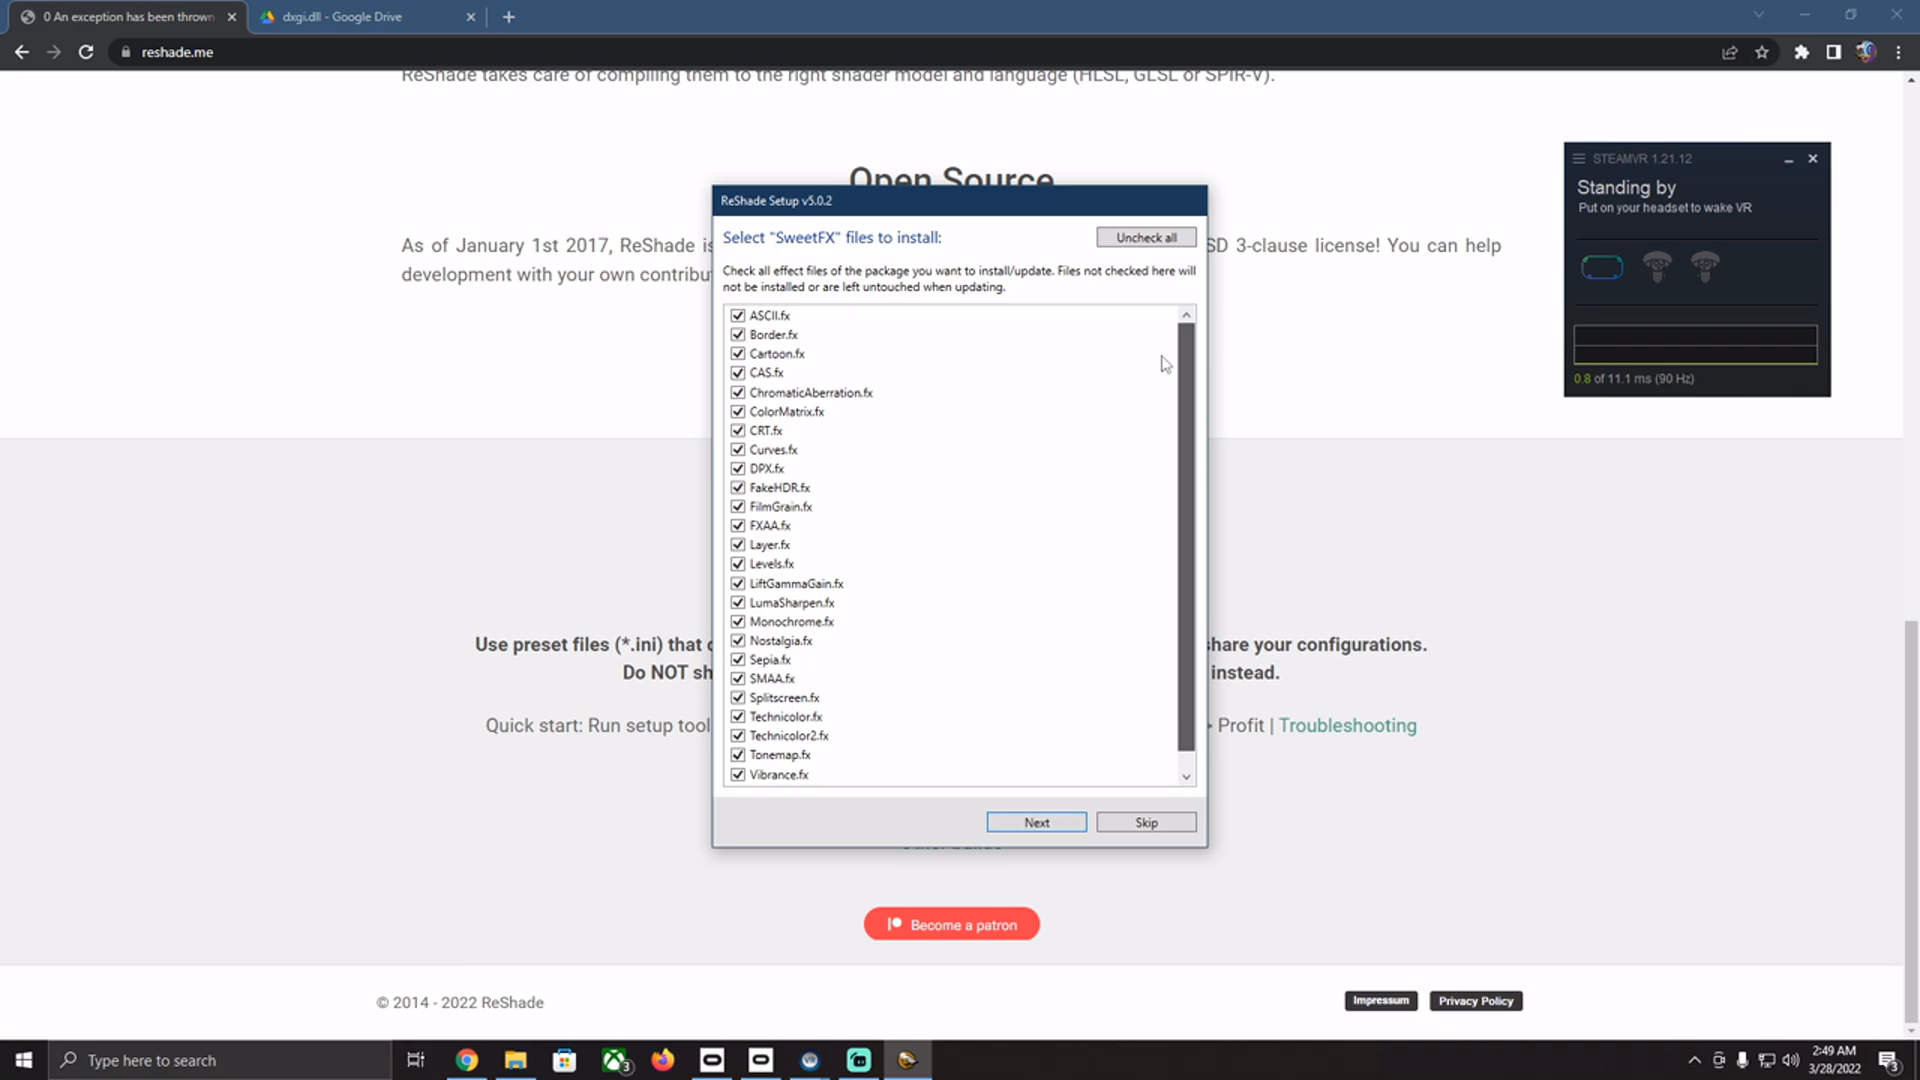 0 An exception has been thrown
dxgi.dll - Google Drive
reshade.me
ReShade takes care of compiling them to the right shader model and language (HLSL, GLSL or SPIR-V).
Open Source
As of January 1st 2017, ReShade is
SD 3-clause license! You can help
development with your own contribu
STEAMVR 1.21.12
Standing by
Put on your headset to wake VR
0.8 of 11.1 ms (90 Hz)
ReShade Setup v5.0.2
Select "SweetFX" files to install:
Uncheck all
Check all effect files of the package you want to install/update. Files not checked here will
not be installed or are left untouched when updating.
ASCII.fx
Border.fx
Cartoon.fx
CAS.fx
ChromaticAberration.fx
ColorMatrix.fx
CRT.fx
Curves.fx
DPX.fx
FakeHDR.fx
FilmGrain.fx
FXAA.fx
Layer.fx
Levels.fx
LiftGammaGain.fx
LumaSharpen.fx
Monochrome.fx
Nostalgia.fx
Sepia.fx
SMAA.fx
Splitscreen.fx
Technicolor.fx
Technicolor2.fx
Tonemap.fx
Vibrance.fx
Next
Skip
Use preset files (*.ini) that
hare your configurations.
Do NOT sh
instead.
Quick start: Run setup tool
Profit | Troubleshooting
Become a patron
© 2014 - 2022 ReShade
Impressum
Privacy Policy
Type here to search
3
2:49 AM
3/28/2022
3